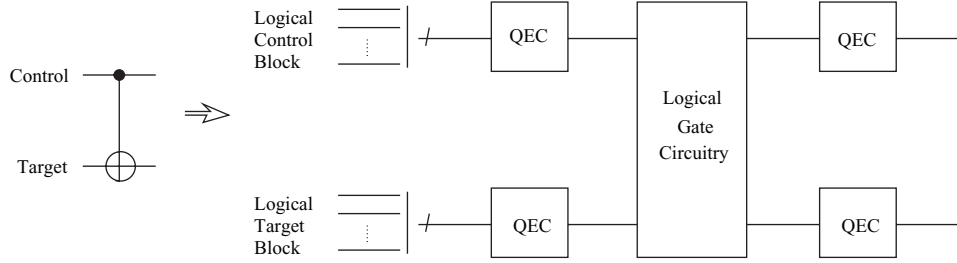 Control
Target
Logical
Control
Block
QEC
QEC
Logical
Gate
Circuitry
Logical
Target
Block
QEC
QEC